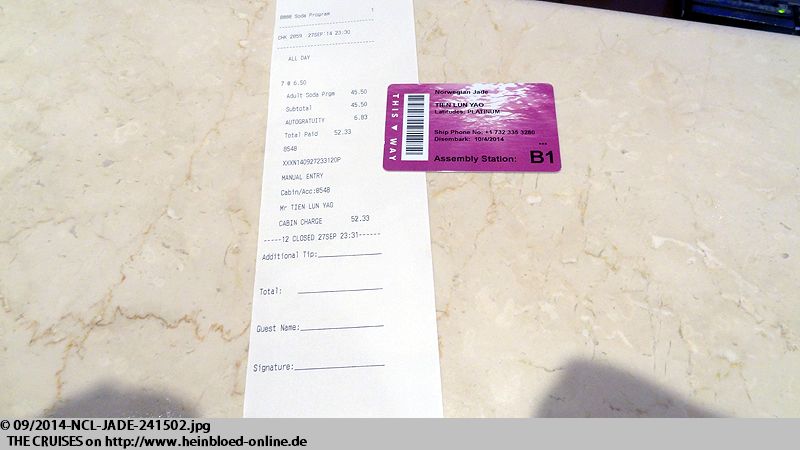 8888 Soda Program 1
CHK 2859 27SEP'14 23:30
ALL DAY
7 @ 6.50
Adult Soda Prgm 45.50
Subtotal 45.50
AUTOGRATUITY 6.83
Total Paid 52.33
8548
XXXN140927233120P
MANUAL ENTRY
Cabin/Acc:8548
Mr TIEN LUN YAO
CABIN CHARGE 52.33
-----12 CLOSED 27SEP 23:31------
Additional Tip:
Total:
Guest Name:
Signature:
THIS ▼ WAY
Norwegian Jade
TIEN LUN YAO
Latitudes: PLATINUM
Ship Phone No: +1 732 335 3280
Disembark: 10/4/2014
***
Assembly Station: B1
© 09/2014-NCL-JADE-241502.jpg
THE CRUISES on http://www.heinbloed-online.de